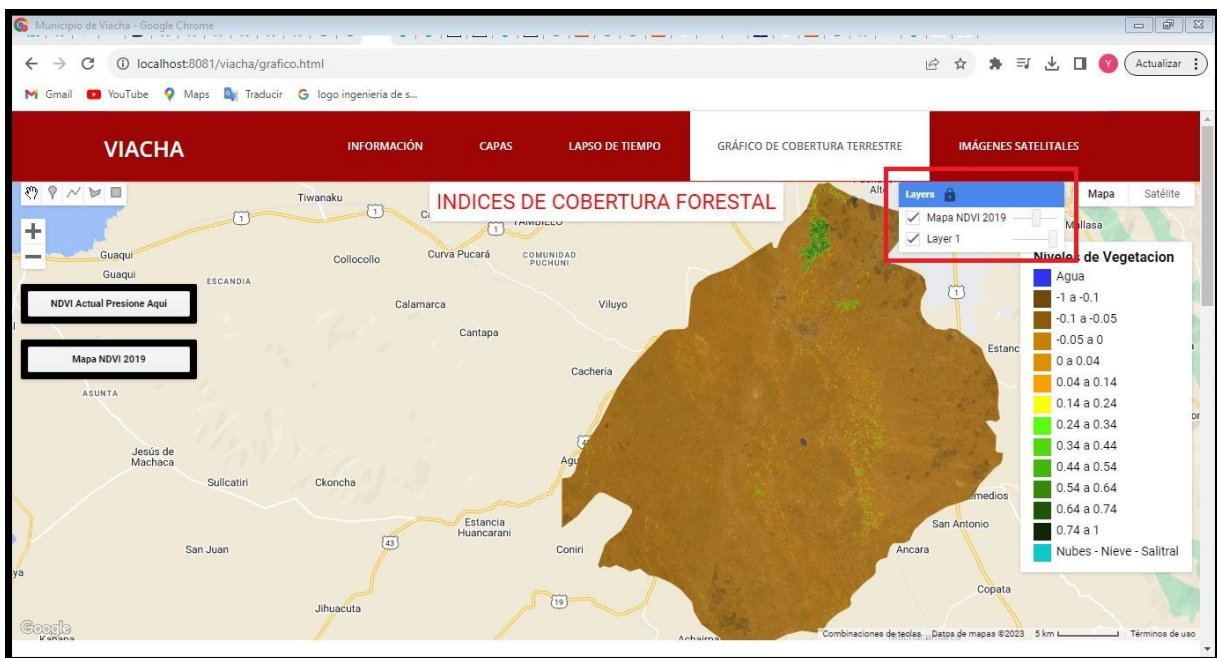 Municipio de Viacha - Google Chrome
localhost:8081/viacha/grafico.html
Actualizar
Y
Gmail YouTube Maps Traducir logo ingenieria de s...
VIACHA INFORMACIÓN CAPAS LAPSO DE TIEMPO GRÁFICO DE COBERTURA TERRESTRE IMÁGENES SATELITALES
INDICES DE COBERTURA FORESTAL
Layers
Mapa NDVI 2019
Layer 1
Mapa Satélite
Tiwanaku
1
1
1
Mallasa
Guaqui
Guaqui
ESCANDIA
Collocollo
Curva Pucará
COMUNIDAD
PUCHUNI
NDVI Actual Presione Aqui
Mapa NDVI 2019
Calamarca
Viluyo
Cantapa
Cachería
ASUNTA
Jesús de
Machaca
Sullcatiri
Ckoncha
Estancia
Huancarani
San Juan
43
Coniri
Jihuacuta
19
1
San Antonio
Ancara
Copata
Niveles de Vegetacion
Agua
-1 a -0.1
-0.1 a -0.05
-0.05 a 0
0 a 0.04
0.04 a 0.14
0.14 a 0.24
0.24 a 0.34
0.34 a 0.44
0.44 a 0.54
0.54 a 0.64
0.64 a 0.74
0.74 a 1
Nubes - Nieve - Salitral
Google
Combinaciones de teclas Datos de mapas ©2023 5 km Términos de uso